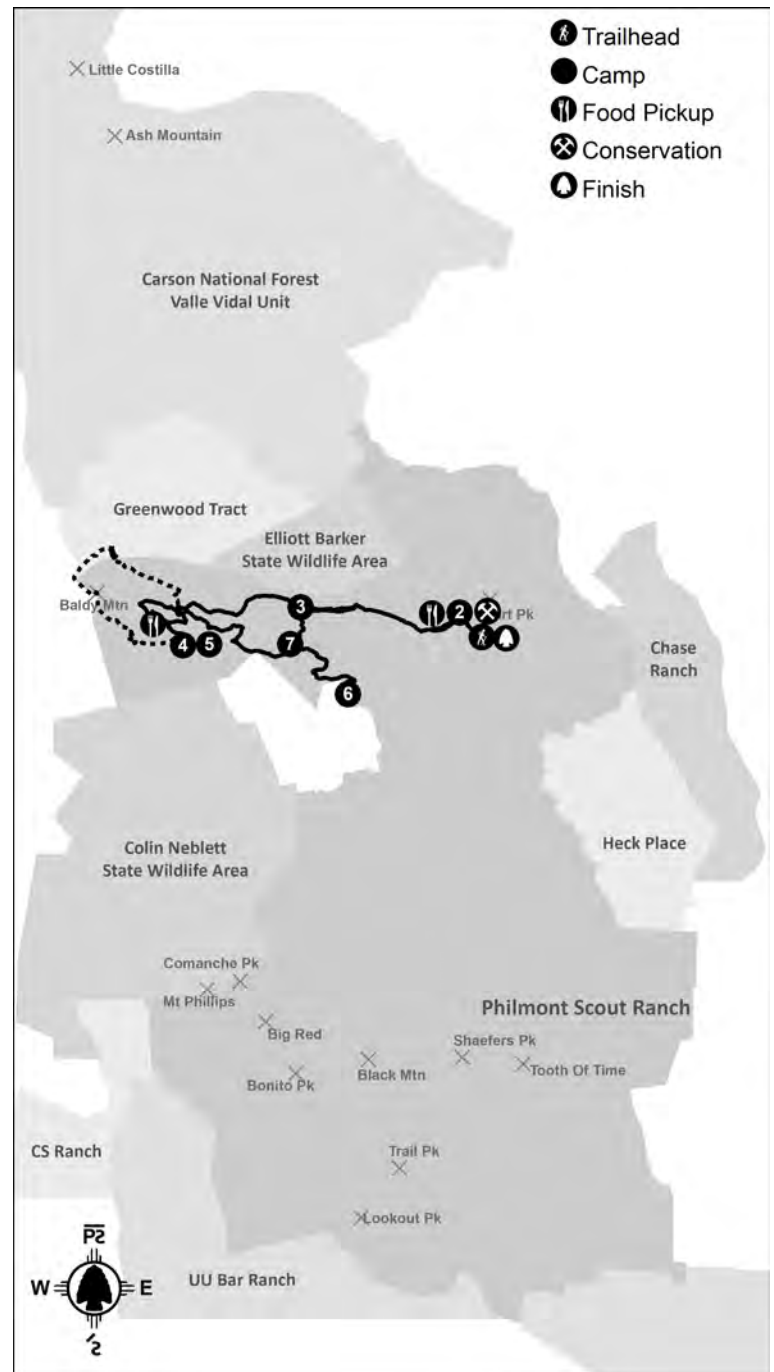 Trailhead
Camp
Food Pickup
Conservation
Finish
Little Costilla
Ash Mountain
Carson National Forest
Valle Vidal Unit
Greenwood Tract
Elliott Barker
State Wildlife Area
Baldy Mtn
3
2
rt Pk
4
5
7
6
Chase
Ranch
Heck Place
Colin Neblett
State Wildlife Area
Comanche Pk
Mt Phillips
Big Red
Bonito Pk
Black Mtn
Shaefers Pk
Tooth Of Time
Philmont Scout Ranch
CS Ranch
Trail Pk
Lookout Pk
UU Bar Ranch
W
E